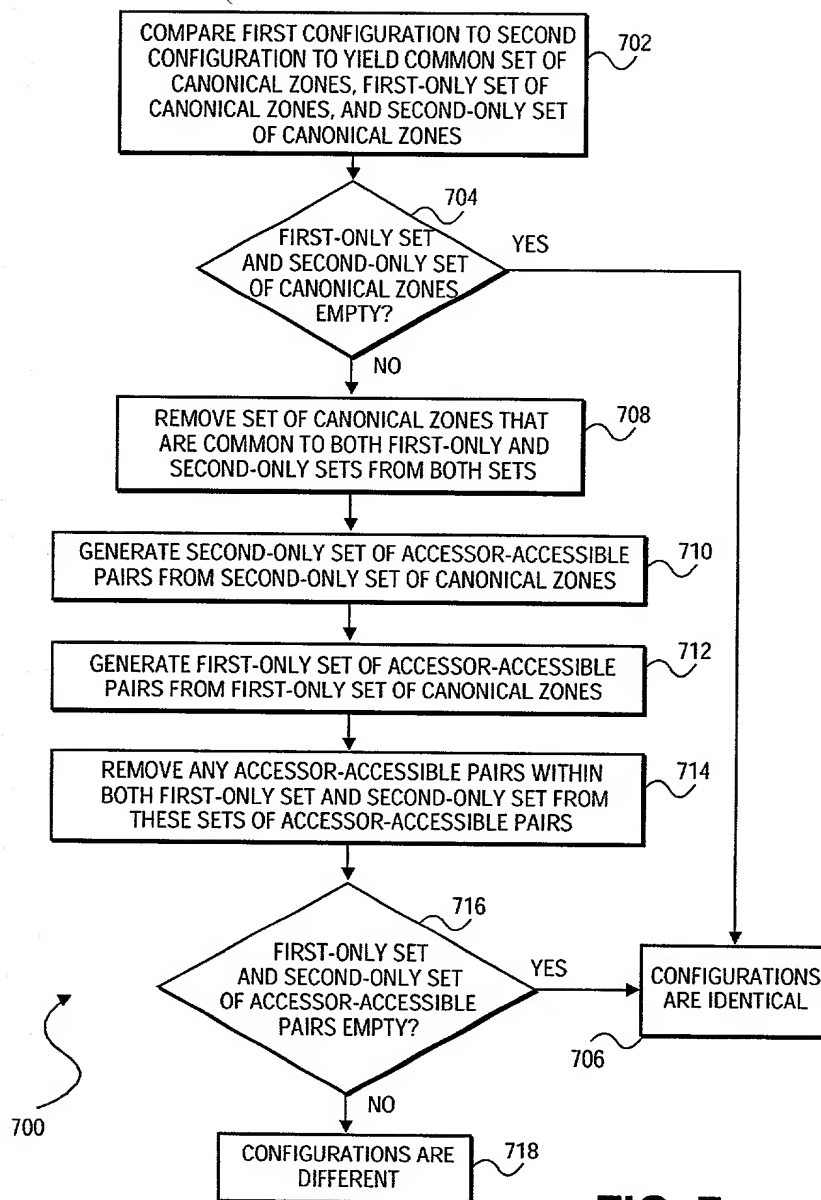 COMPARE FIRST CONFIGURATION TO SECOND
CONFIGURATION TO YIELD COMMON SET OF
CANONICAL ZONES, FIRST-ONLY SET OF
CANONICAL ZONES, AND SECOND-ONLY SET
OF CANONICAL ZONES
702
704
FIRST-ONLY SET
AND SECOND-ONLY SET
OF CANONICAL ZONES
EMPTY?
YES
NO
REMOVE SET OF CANONICAL ZONES THAT
ARE COMMON TO BOTH FIRST-ONLY AND
SECOND-ONLY SETS FROM BOTH SETS
708
GENERATE SECOND-ONLY SET OF ACCESSOR-ACCESSIBLE
PAIRS FROM SECOND-ONLY SET OF CANONICAL ZONES
710
GENERATE FIRST-ONLY SET OF ACCESSOR-ACCESSIBLE
PAIRS FROM FIRST-ONLY SET OF CANONICAL ZONES
712
REMOVE ANY ACCESSOR-ACCESSIBLE PAIRS WITHIN
BOTH FIRST-ONLY SET AND SECOND-ONLY SET FROM
THESE SETS OF ACCESSOR-ACCESSIBLE PAIRS
714
716
FIRST-ONLY SET
AND SECOND-ONLY SET
OF ACCESSOR-ACCESSIBLE
PAIRS EMPTY?
YES
CONFIGURATIONS
ARE IDENTICAL
706
700
NO
CONFIGURATIONS ARE
DIFFERENT
718